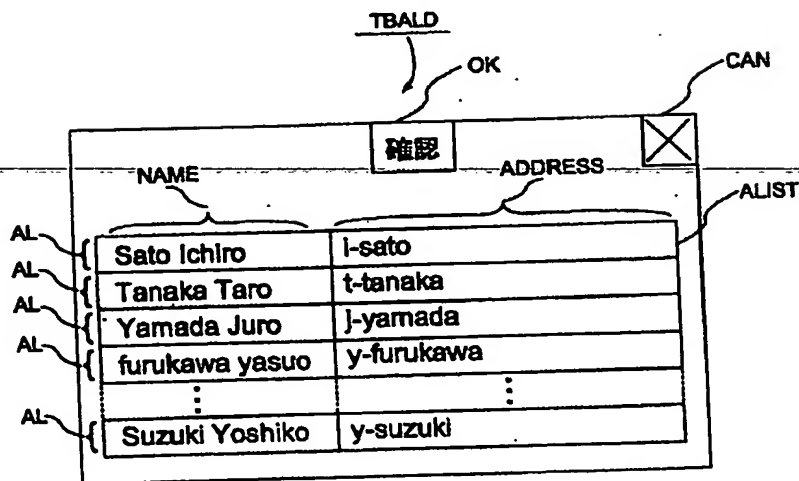 TBALD
OK
CAN
確認
NAME
ADDRESS
ALIST
AL Sato Ichiro i-sato
AL Tanaka Taro t-tanaka
AL Yamada Juro j-yamada
AL furukawa yasuo y-furukawa
AL Suzuki Yoshiko y-suzuki